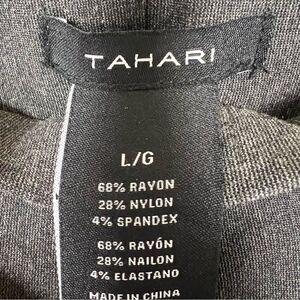 TAHARI
L/G
68% RAYON
28% NYLON
4% SPANDEX
68% RAYÓN
28% NAILON
4% ELASTANO
MADE IN CHINA